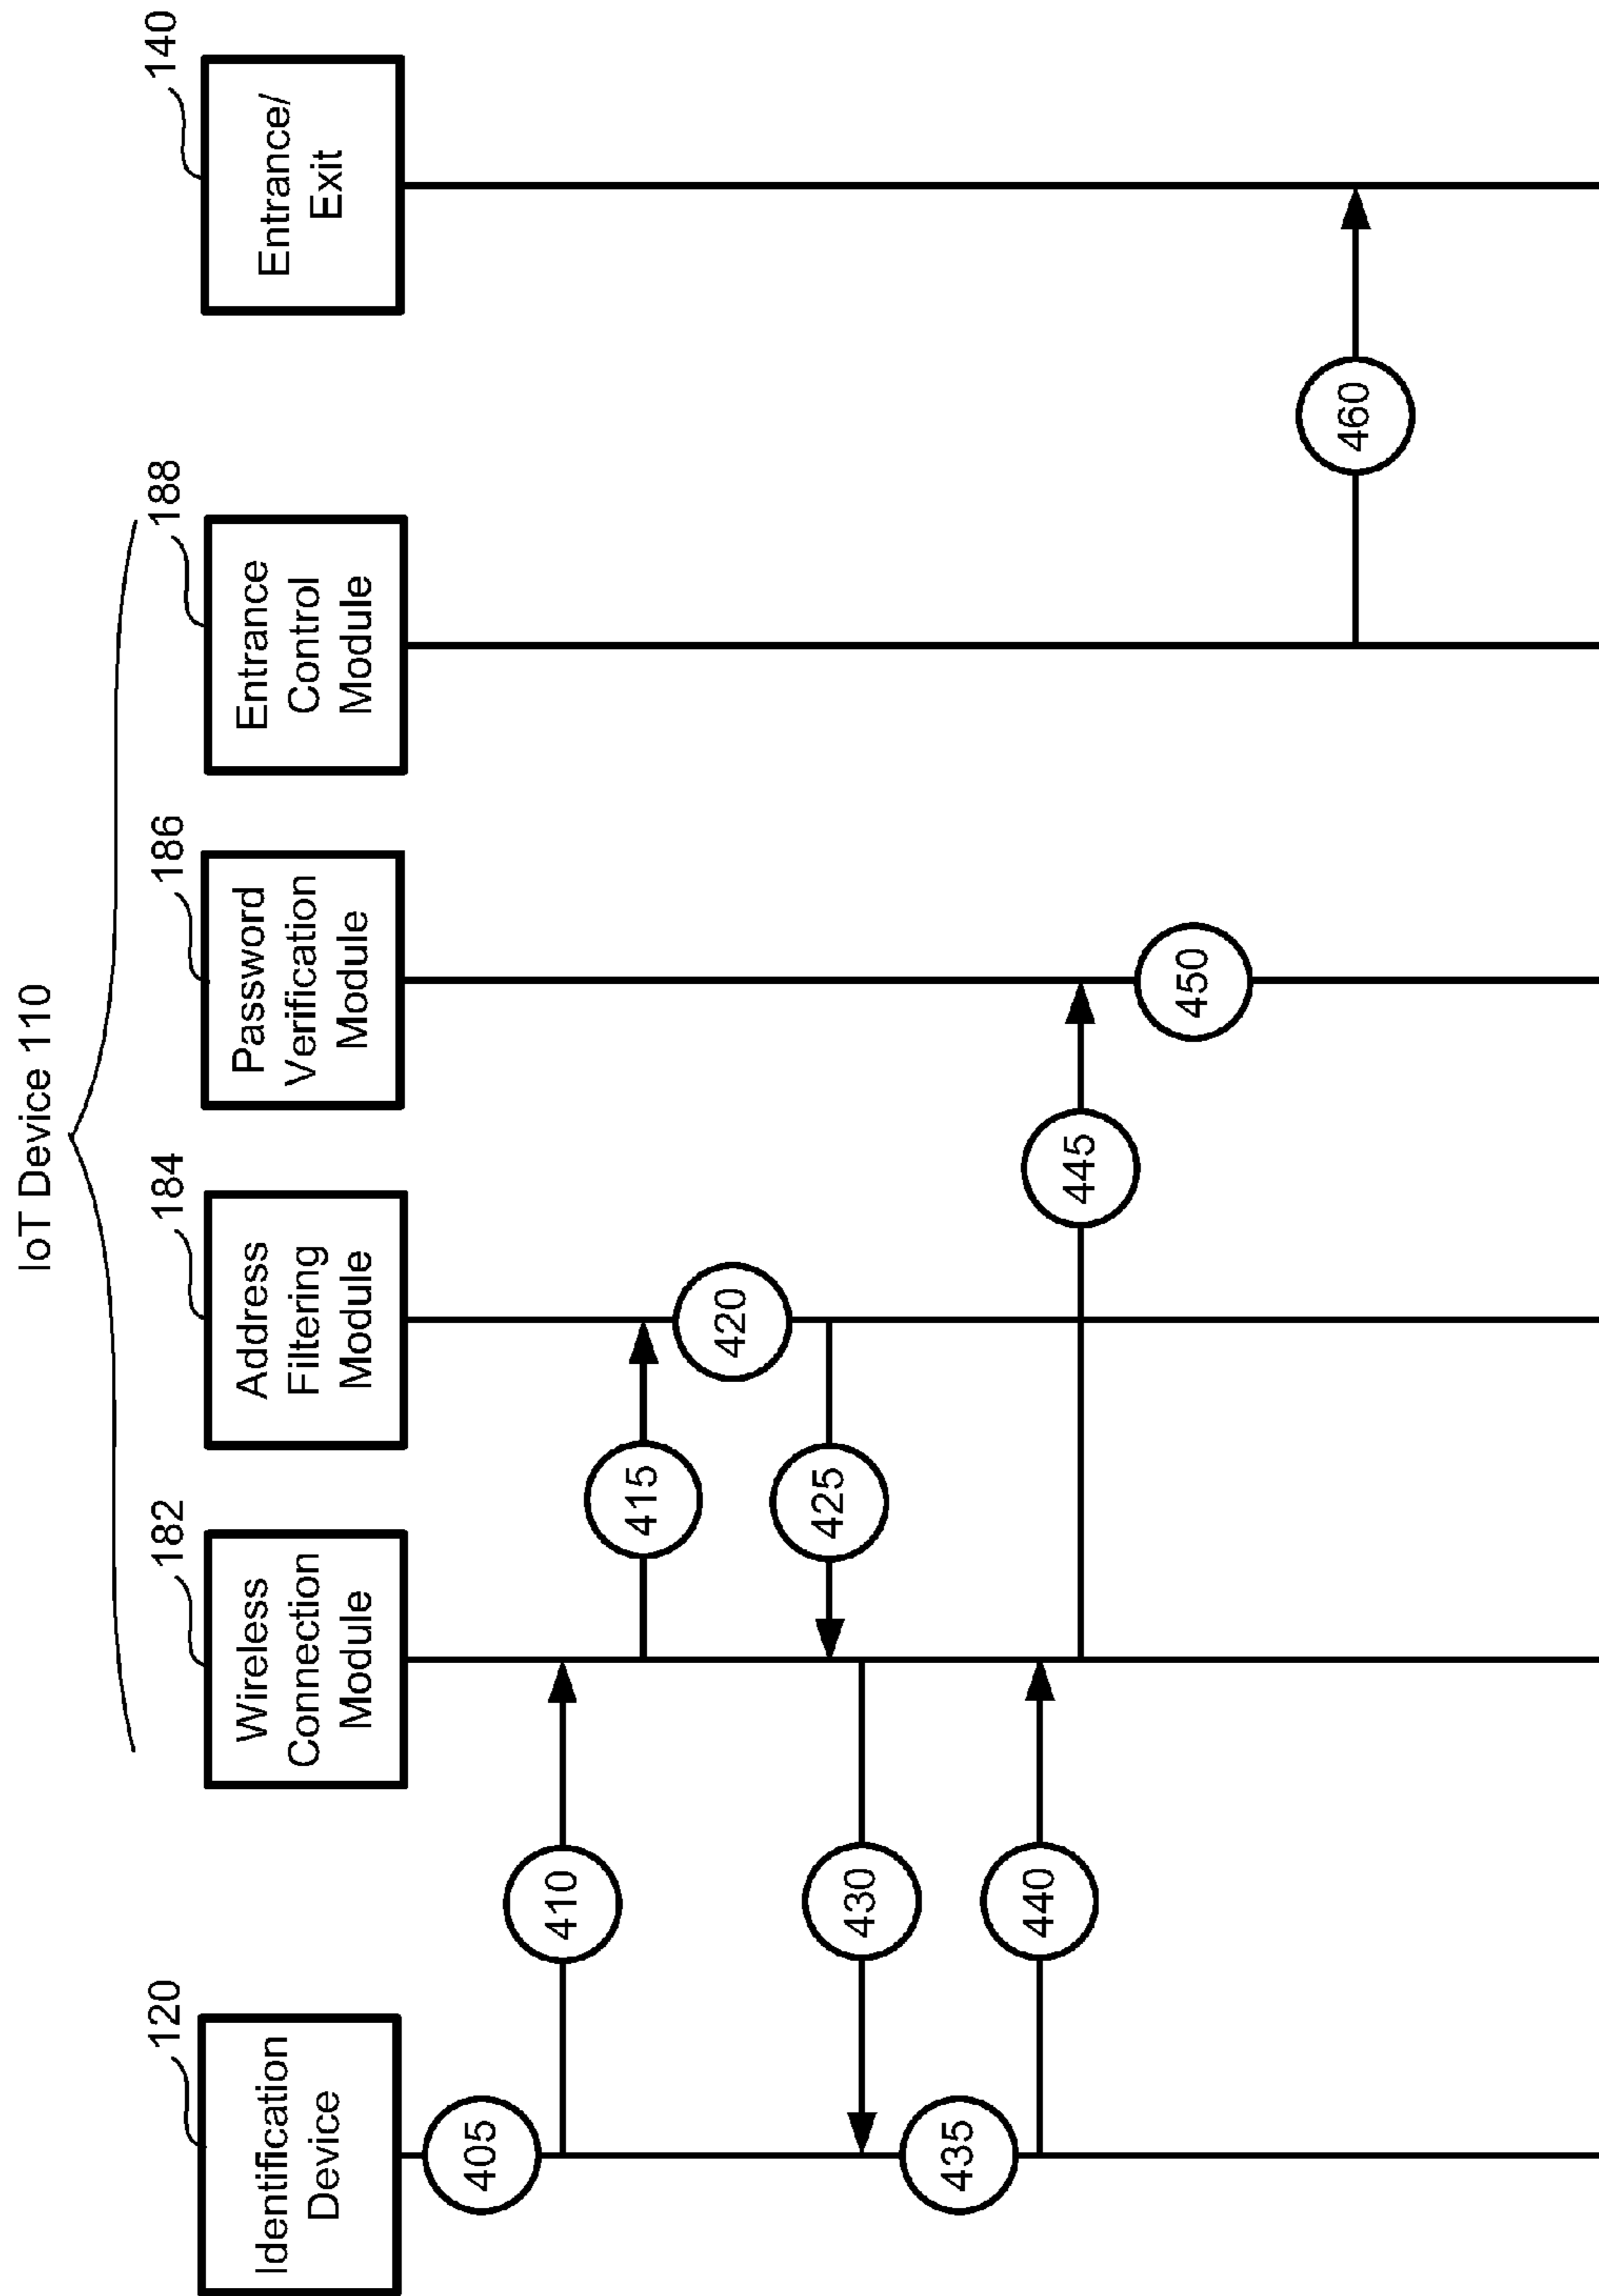 IoT Device 110
120
182
184
186
188
140
Identification
Device
Wireless
Connection
Module
Address
Filtering
Module
Password
Verification
Module
Entrance
Control
Module
Entrance/
Exit
405
410
415
420
425
430
435
440
445
450
460